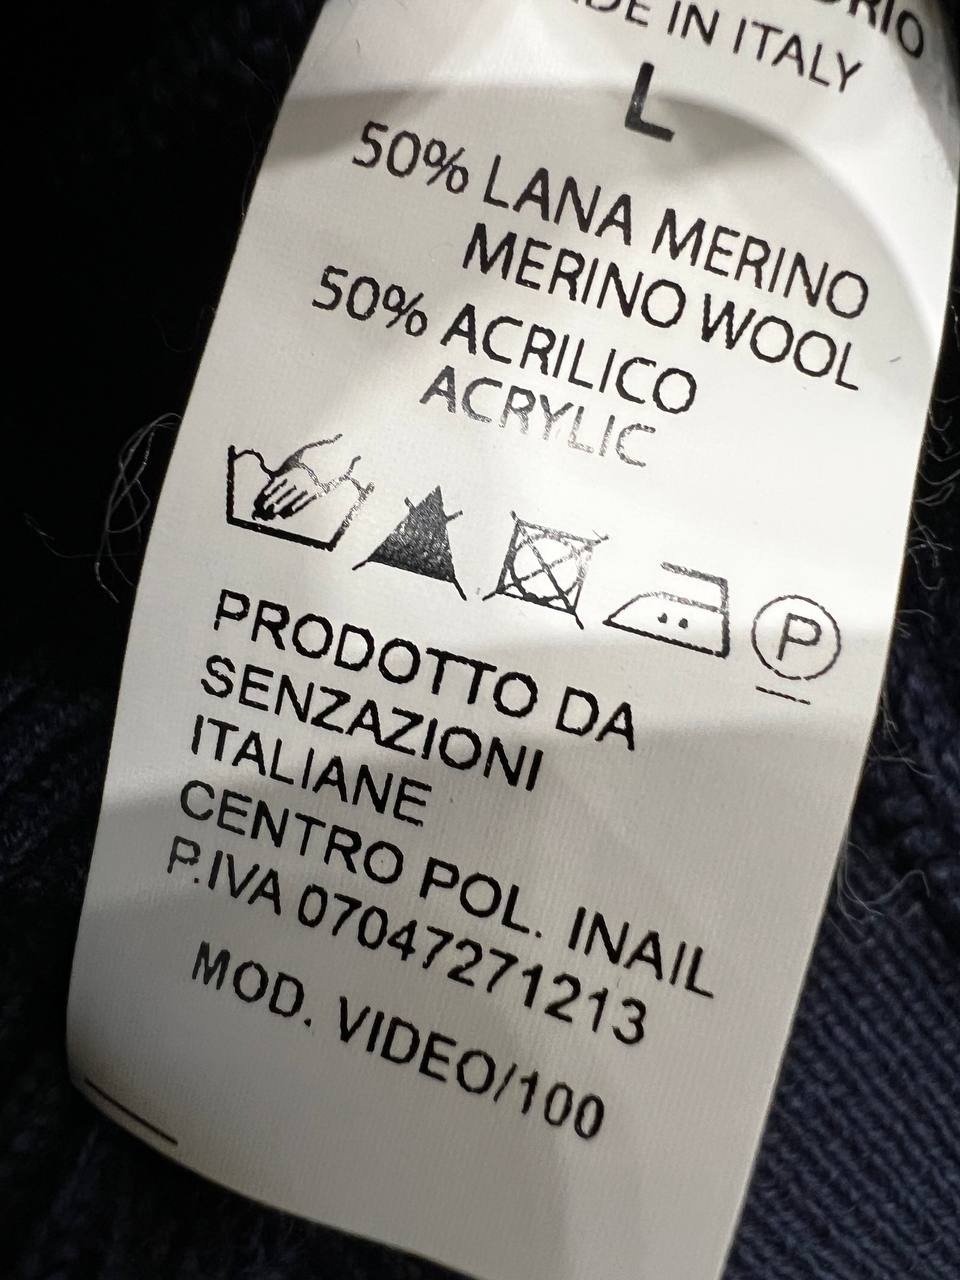 IN ITALY
L
50% LANA MERINO
MERINO WOOL
50% ACRILICO
ACRYLIC
P
PRODOTTO DA
SENZAZIONI
ITALIANE
CENTRO POL. INAIL
P.IVA 07047271213
MOD. VIDEO/100